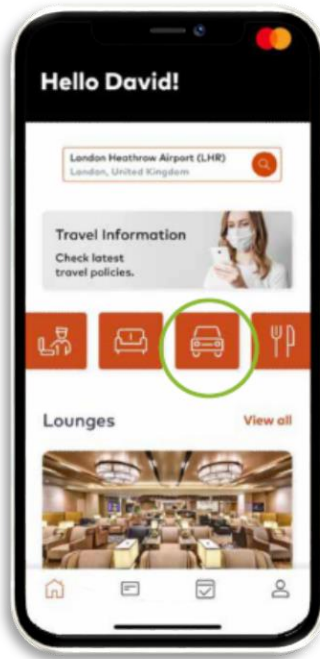 Hello David!
London Heathrow Airport (LHR)
London, United Kingdom
Travel Information
Check latest
travel policies.
Lounges
View all